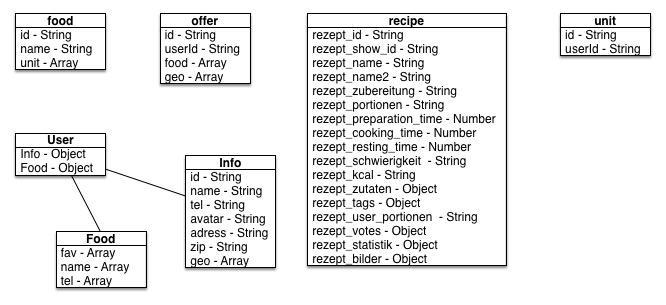 food
id - String
name - String
unit - Array
offer
id - String
userId - String
food - Array
geo - Array
recipe
rezept_id - String
rezept_show_id - String
rezept_name - String
rezept_name2 - String
rezept_zubereitung - String
rezept_portionen - String
rezept_preparation_time - Number
rezept_cooking_time - Number
rezept_resting_time - Number
rezept_schwierigkeit - String
rezept_kcal - String
rezept_zutaten - Object
rezept_tags - Object
rezept_user_portionen - String
rezept_votes - Object
rezept_statistik - Object
rezept_bilder - Object
unit
id - String
userId - String
User
Info - Object
Food - Object
Info
id - String
name - String
tel - String
avatar - String
adress - String
zip - String
geo - Array
Food
fav - Array
name - Array
tel - Array